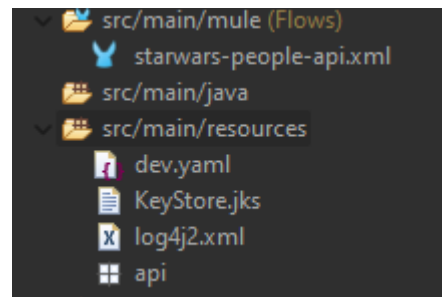 src/main/mule (Flows)
starwars-people-api.xml
src/main/java
src/main/resources
dev.yaml
KeyStore.jks
log4j2.xml
api